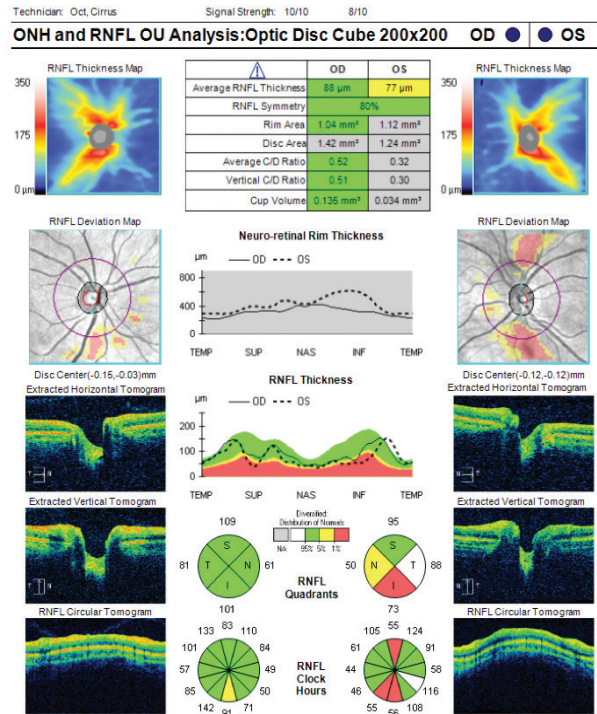 Technician: Oct, Cirrus Signal Strength: 10/10 8/10
ONH and RNFL OU Analysis:Optic Disc Cube 200x200 OD OS
RNFL Thickness Map
350
175
0 µm
OD OS
Average RNFL Thickness 88 µm 77 µm
RNFL Symmetry 80%
Rim Area 1.04 mm² 1.12 mm²
Disc Area 1.42 mm² 1.24 mm²
Average C/D Ratio 0.52 0.32
Vertical C/D Ratio 0.51 0.30
Cup Volume 0.135 mm³ 0.034 mm³
RNFL Thickness Map
350
175
0 µm
RNFL Deviation Map
Disc Center(-0.15,-0.03)mm
Neuro-retinal Rim Thickness
µm OD OS
800
400
0
TEMP SUP NAS INF TEMP
RNFL Deviation Map
Disc Center(-0.12,-0.12)mm
Extracted Horizontal Tomogram
T N
RNFL Thickness
µm OD OS
200
100
0
TEMP SUP NAS INF TEMP
Extracted Horizontal Tomogram
T N
Extracted Vertical Tomogram
Diversified:
Distribution of Normals
NA 95% 5% 1%
109
81 S T N I 61
101
RNFL
Quadrants
95
50 S N T I 88
73
Extracted Vertical Tomogram
RNFL Circular Tomogram
83
133 110
101 84
57 49
85 50
142 71
91
RNFL
Clock
Hours
55
105 124
61 91
44 58
46 116
55 108
56
RNFL Circular Tomogram